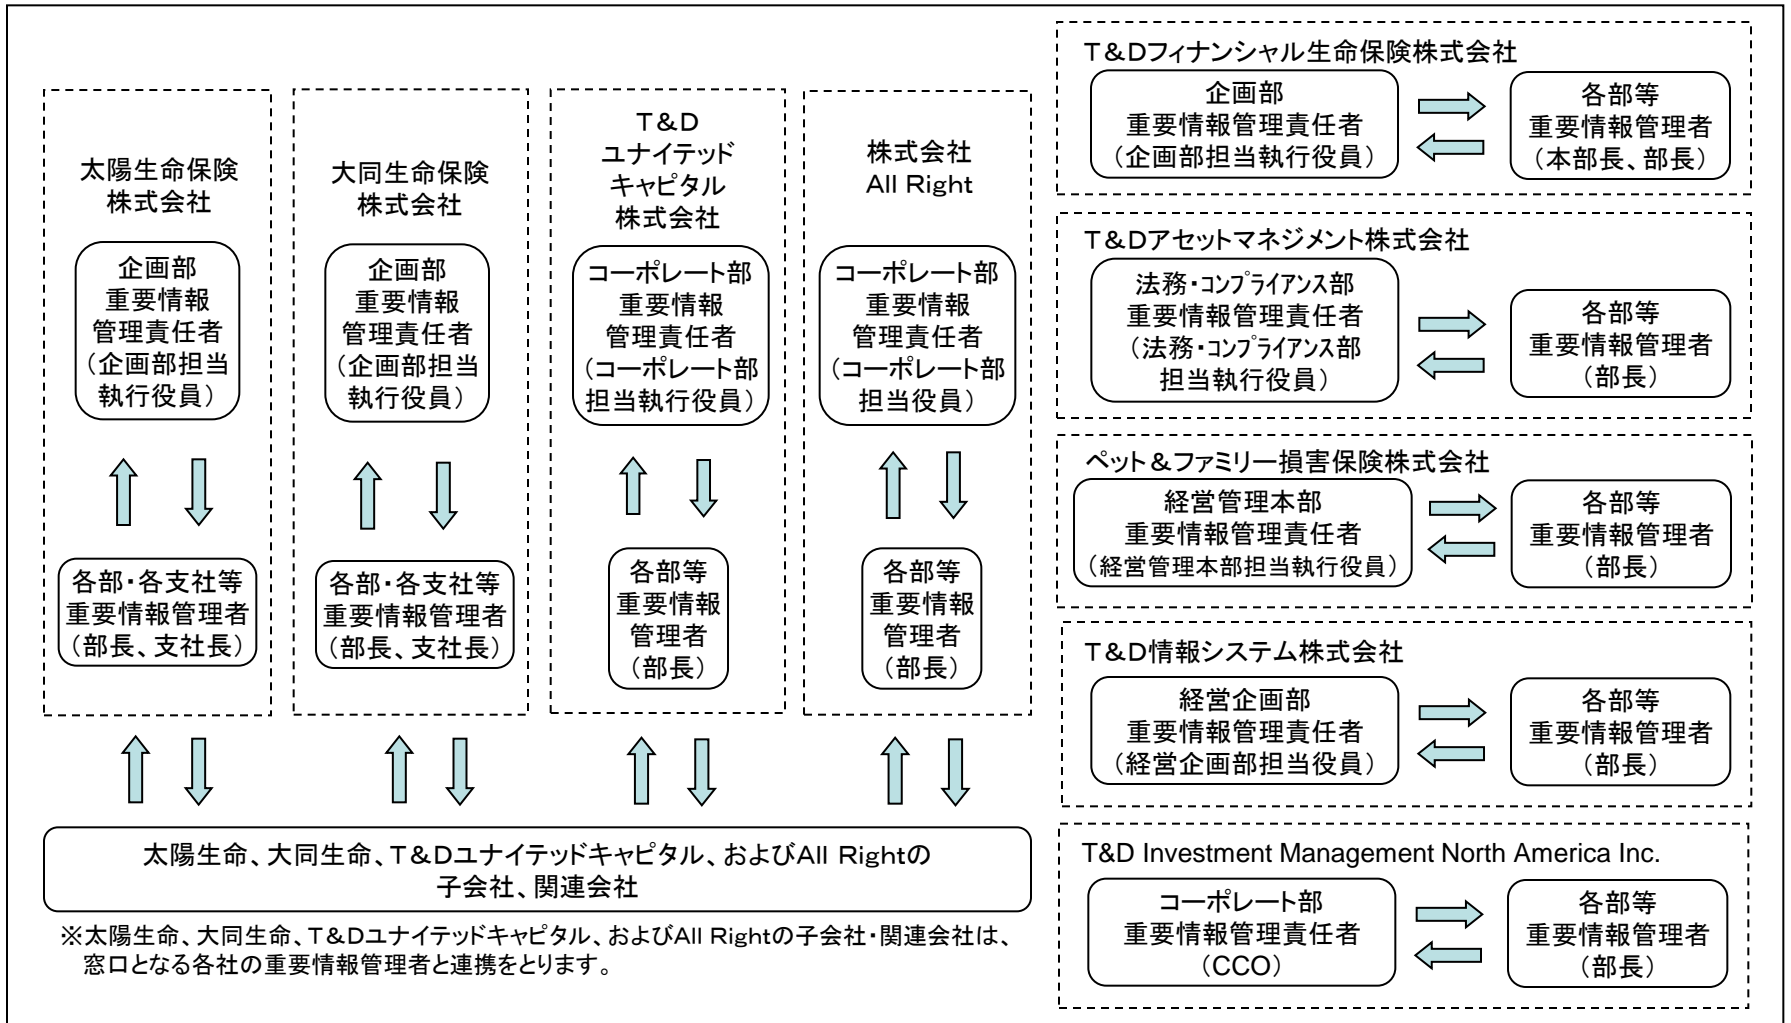 太陽生命保険
株式会社
企画部
重要情報
管理責任者
（企画部担当
執行役員）
各部・各支社等
重要情報管理者
（部長、支社長）
大同生命保険
株式会社
企画部
重要情報
管理責任者
（企画部担当
執行役員）
各部・各支社等
重要情報管理者
（部長、支社長）
Ｔ＆Ｄ
ユナイテッド
キャピタル
株式会社
コーポレート部
重要情報
管理責任者
（コーポレート部
担当執行役員）
各部等
重要情報
管理者
（部長）
株式会社
All Right
コーポレート部
重要情報
管理責任者
（コーポレート部
担当役員）
各部等
重要情報
管理者
（部長）
太陽生命、大同生命、Ｔ＆Ｄユナイテッドキャピタル、およびAll Rightの
子会社、関連会社
※太陽生命、大同生命、Ｔ＆Ｄユナイテッドキャピタル、およびAll Rightの子会社・関連会社は、
窓口となる各社の重要情報管理者と連携をとります。
Ｔ＆Ｄフィナンシャル生命保険株式会社
企画部
重要情報管理責任者
（企画部担当執行役員）
各部等
重要情報管理者
（本部長、部長）
Ｔ＆Ｄアセットマネジメント株式会社
法務・ｺﾝﾌﾟﾗｲｱﾝｽ部
重要情報管理責任者
（法務・ｺﾝﾌﾟﾗｲｱﾝｽ部
担当執行役員）
各部等
重要情報管理者
（部長）
ペット＆ファミリー損害保険株式会社
経営管理本部
重要情報管理責任者
（経営管理本部担当執行役員）
各部等
重要情報管理者
（部長）
Ｔ＆Ｄ情報システム株式会社
経営企画部
重要情報管理責任者
（経営企画部担当役員）
各部等
重要情報管理者
（部長）
T&D Investment Management North America Inc.
コーポレート部
重要情報管理責任者
（CCO）
各部等
重要情報管理者
（部長）